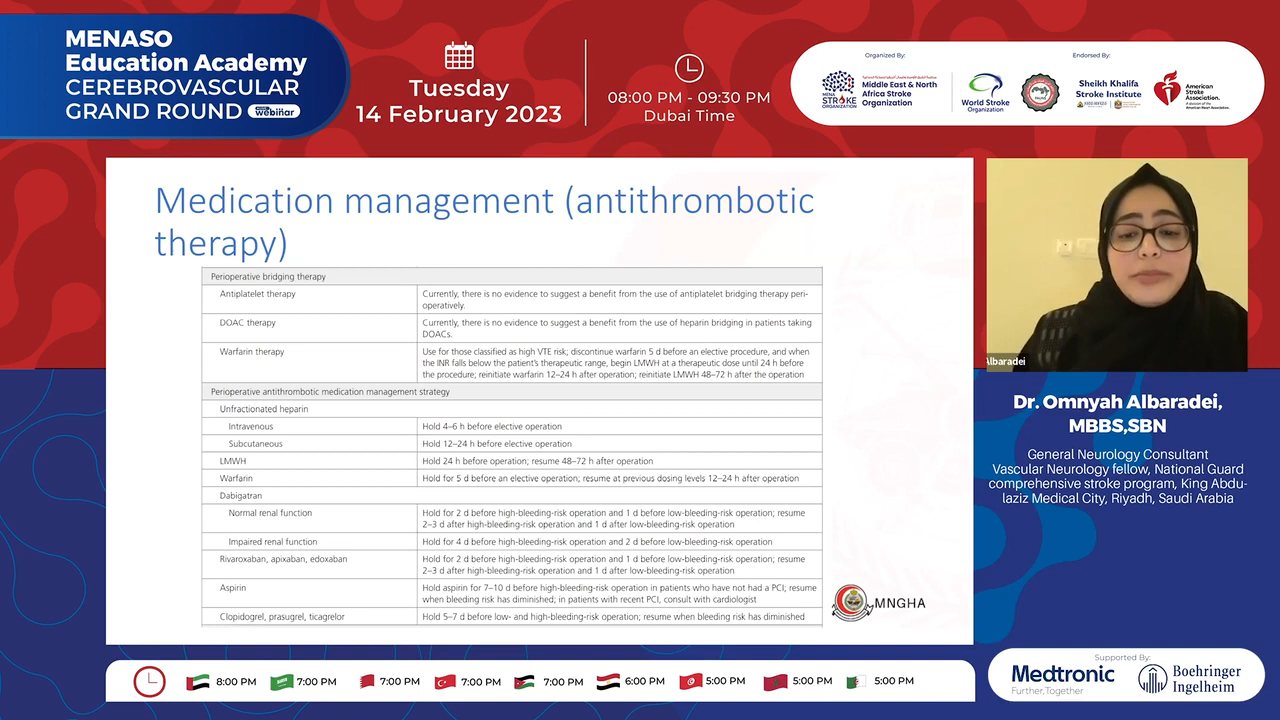 MENASO
Education Academy
CEREBROVASCULAR
GRAND ROUND webinar
Tuesday
14 February 2023
08:00 PM - 09:30 PM
Dubai Time
Organized By:
Endorsed By:
MENA
STROKE
ORGANIZATION
Middle East & North
Africa Stroke
Organization
World Stroke
Organization
Sheikh Khalifa
Stroke Institute
American
Stroke
Association.
Medication management (antithrombotic
therapy)
Perioperative bridging therapy
Antiplatelet therapy
Currently, there is no evidence to suggest a benefit from the use of antiplatelet bridging therapy peri-
operatively.
DOAC therapy
Currently, there is no evidence to suggest a benefit from the use of heparin bridging in patients taking
DOACs.
Warfarin therapy
Use for those classified as high VTE risk; discontinue warfarin 5 d before an elective procedure, and when
the INR falls below the patient's therapeutic range, begin LMWH at a therapeutic dose until 24 h before
the procedure; reinitiate warfarin 12–24 h after operation; reinitiate LMWH 48–72 h after the operation
Perioperative antithrombotic medication management strategy
Unfractionated heparin
Intravenous
Hold 4–6 h before elective operation
Subcutaneous
Hold 12–24 h before elective operation
LMWH
Hold 24 h before operation; resume 48–72 h after operation
Warfarin
Hold for 5 d before an elective operation; resume at previous dosing levels 12–24 h after operation
Dabigatran
Normal renal function
Hold for 2 d before high-bleeding-risk operation and 1 d before low-bleeding-risk operation; resume
2–3 d after high-bleeding-risk operation and 1 d after low-bleeding-risk operation
Impaired renal function
Hold for 4 d before high-bleeding-risk operation and 2 d before low-bleeding-risk operation
Rivaroxaban, apixaban, edoxaban
Hold for 2 d before high-bleeding-risk operation and 1 d before low-bleeding-risk operation; resume
2–3 d after high-bleeding-risk operation and 1 d after low-bleeding-risk operation
Aspirin
Hold aspirin for 7–10 d before high-bleeding-risk operation in patients who have not had a PCI; resume
when bleeding risk has diminished; in patients with recent PCI, consult with cardiologist
Clopidogrel, prasugrel, ticagrelor
Hold 5–7 d before low- and high-bleeding-risk operation; resume when bleeding risk has diminished
MNGHA
Albaradei
Dr. Omnyah Albaradei,
MBBS,SBN
General Neurology Consultant
Vascular Neurology fellow, National Guard
comprehensive stroke program, King Abdu-
laziz Medical City, Riyadh, Saudi Arabia
8:00 PM
7:00 PM
7:00 PM
7:00 PM
7:00 PM
6:00 PM
5:00 PM
5:00 PM
5:00 PM
Supported By:
Medtronic
Further, Together
Boehringer
Ingelheim